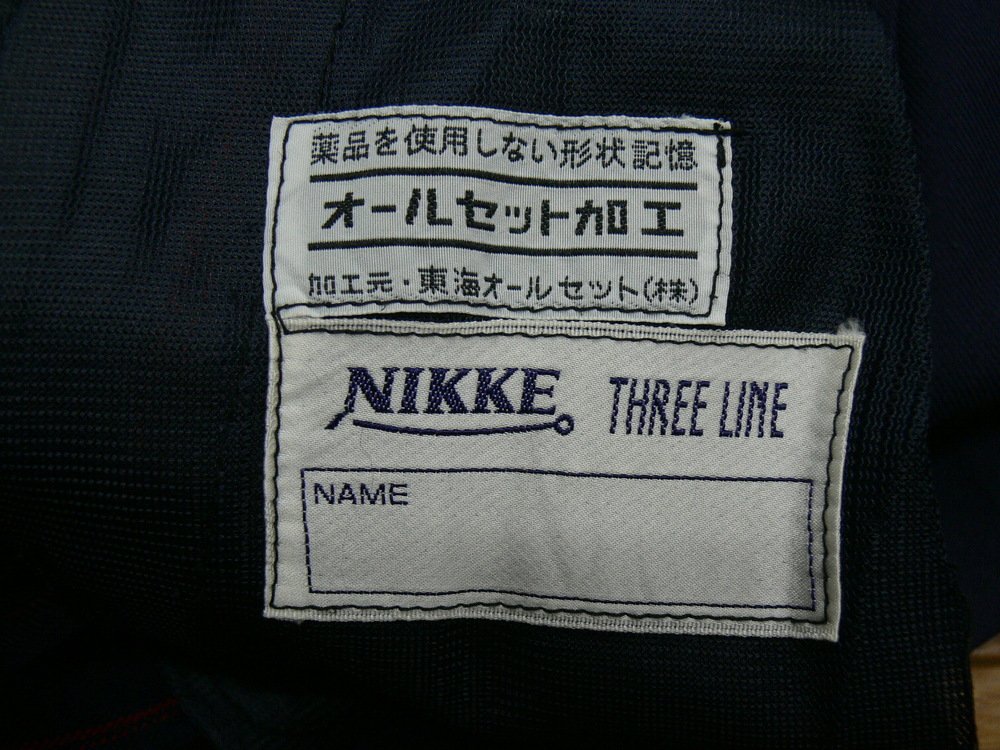 薬品を使用しない形状記憶
オールセット加工
加工元・東海オールセット(株)
NIKKE THREE LINE
NAME